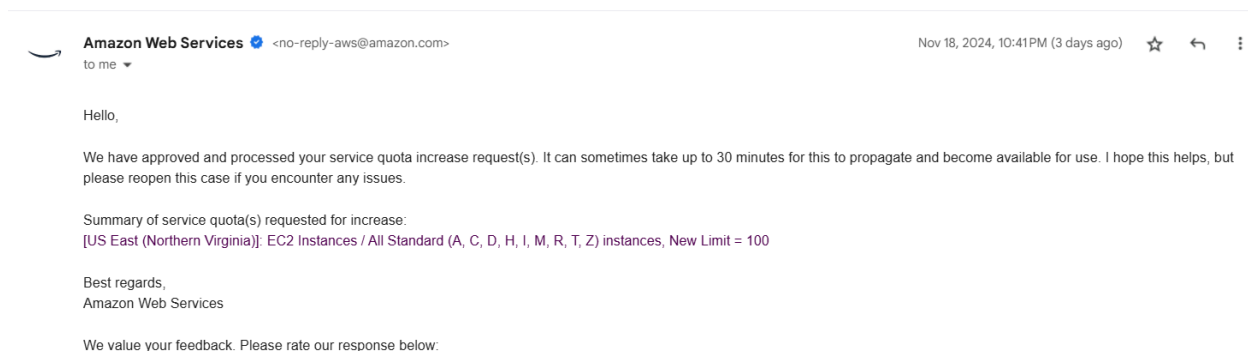 Amazon Web Services <no-reply-aws@amazon.com>
Nov 18, 2024, 10:41 PM (3 days ago)
to me
Hello,
We have approved and processed your service quota increase request(s). It can sometimes take up to 30 minutes for this to propagate and become available for use. I hope this helps, but
please reopen this case if you encounter any issues.
Summary of service quota(s) requested for increase:
[US East (Northern Virginia)]: EC2 Instances / All Standard (A, C, D, H, I, M, R, T, Z) instances, New Limit = 100
Best regards,
Amazon Web Services
We value your feedback. Please rate our response below: